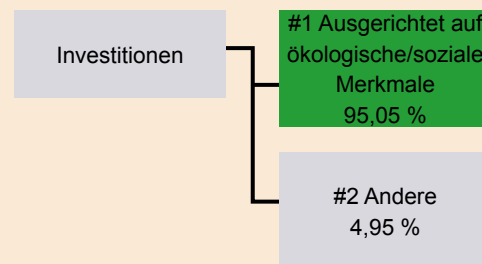 Investitionen
#1 Ausgerichtet auf
ökologische/soziale
Merkmale
95,05 %
#2 Andere
4,95 %